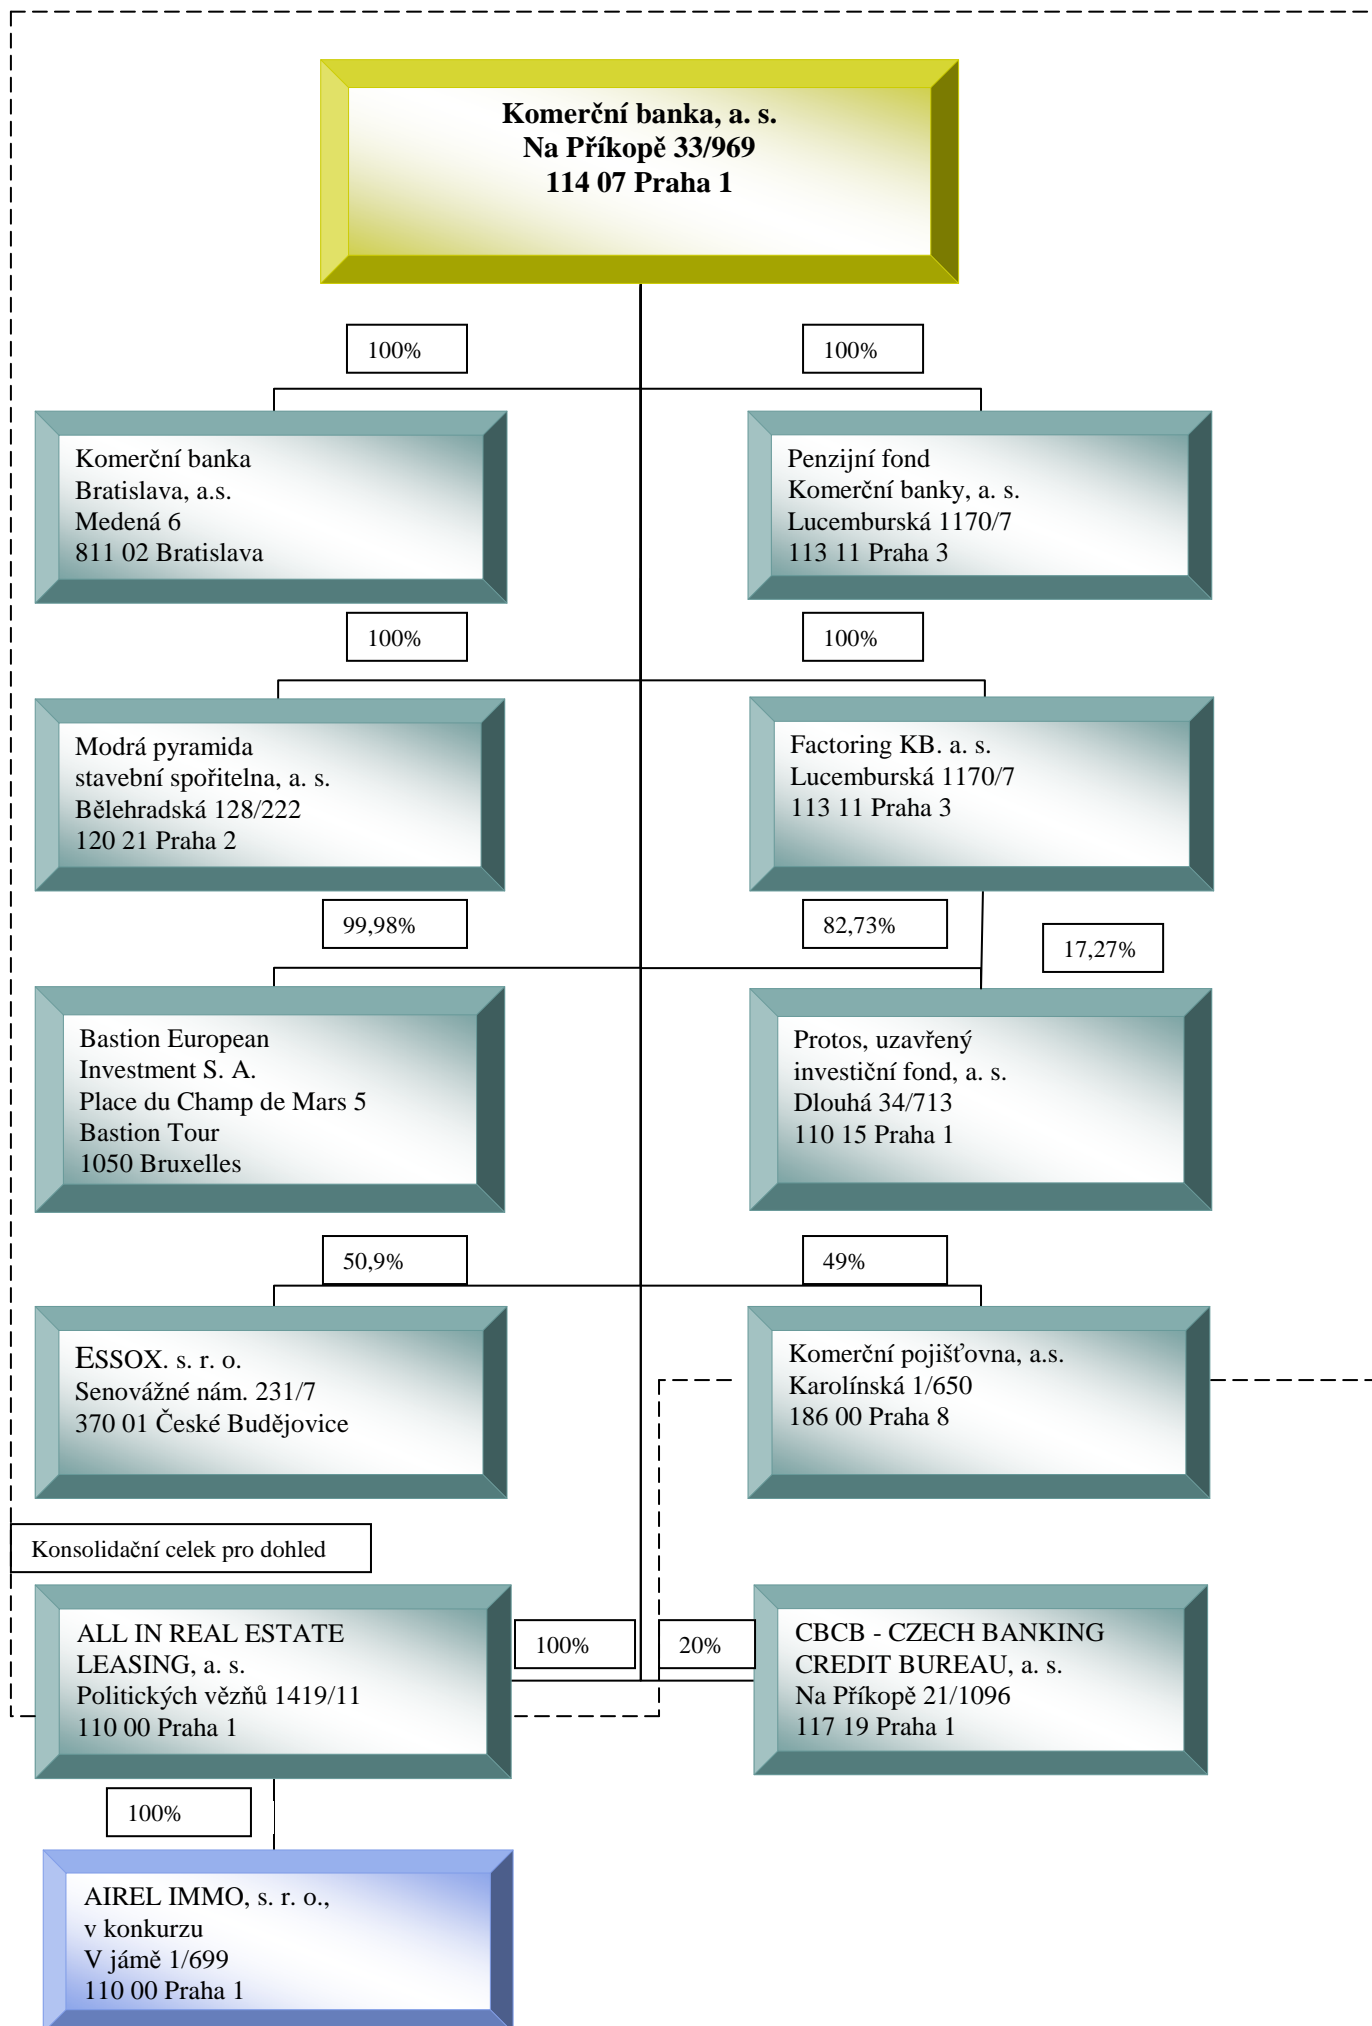 Komerční banka, a. s.
Na Příkopě 33/969
114 07 Praha 1
100%
100%
Komerční banka
Bratislava, a.s.
Medená 6
811 02 Bratislava
Penzijní fond
Komerční banky, a. s.
Lucemburská 1170/7
113 11 Praha 3
100%
100%
Modrá pyramida
stavební spořitelna, a. s.
Bělehradská 128/222
120 21 Praha 2
Factoring KB. a. s.
Lucemburská 1170/7
113 11 Praha 3
99,98%
82,73%
17,27%
Bastion European
Investment S. A.
Place du Champ de Mars 5
Bastion Tour
1050 Bruxelles
Protos, uzavřený
investiční fond, a. s.
Dlouhá 34/713
110 15 Praha 1
50,9%
49%
ESSOX. s. r. o.
Senovážné nám. 231/7
370 01 České Budějovice
Komerční pojišťovna, a.s.
Karolínská 1/650
186 00 Praha 8
Konsolidační celek pro dohled
ALL IN REAL ESTATE
LEASING, a. s.
Politických vězňů 1419/11
110 00 Praha 1
100%
20%
CBCB - CZECH BANKING
CREDIT BUREAU, a. s.
Na Příkopě 21/1096
117 19 Praha 1
100%
AIREL IMMO, s. r. o.,
v konkurzu
V jámě 1/699
110 00 Praha 1